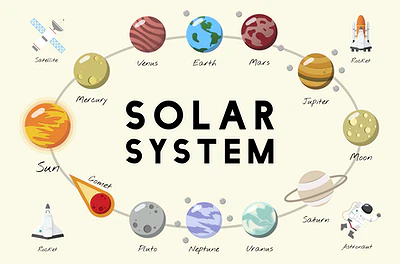 Satellite
Venus
Earth
Mars
Rocket
Mercury
Jupiter
SOLAR
SYSTEM
Moon
Sun
Comet
Saturn
Rocket
Pluto
Neptune
Uranus
Astronaut